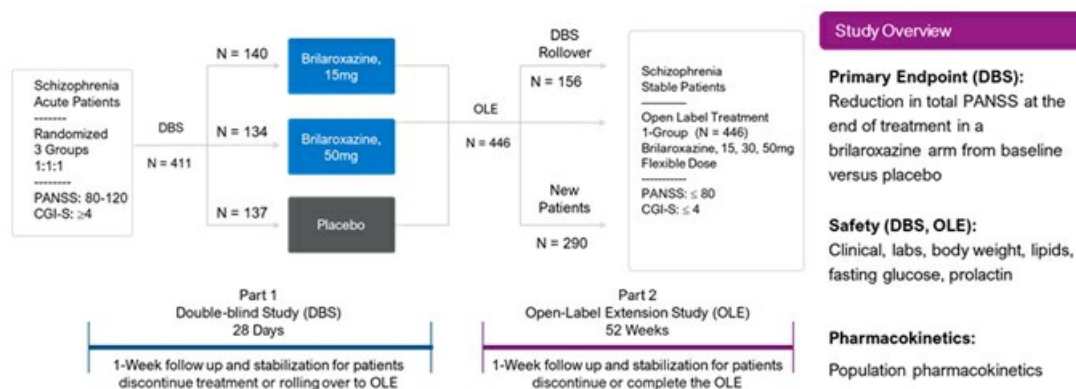 Schizophrenia
Acute Patients
-------
Randomized
3 Groups
1:1:1
--------
PANSS: 80-120
CGI-S: ≥4
DBS
N = 411
N = 140
N = 134
N = 137
Brilaroxazine,
15mg
Brilaroxazine,
50mg
Placebo
OLE
N = 446
DBS
Rollover
N = 156
New
Patients
N = 290
Schizophrenia
Stable Patients
--------
Open Label Treatment
1-Group (N = 446)
Brilaroxazine, 15, 30, 50mg
Flexible Dose
-----------
PANSS: ≤ 80
CGI-S: ≤ 4
Part 1
Double-blind Study (DBS)
28 Days
1-Week follow up and stabilization for patients
discontinue treatment or rolling over to OLE
Part 2
Open-Label Extension Study (OLE)
52 Weeks
1-Week follow up and stabilization for patients
discontinue or complete the OLE
Study Overview
Primary Endpoint (DBS):
Reduction in total PANSS at the
end of treatment in a
brilaroxazine arm from baseline
versus placebo
Safety (DBS, OLE):
Clinical, labs, body weight, lipids,
fasting glucose, prolactin
Pharmacokinetics:
Population pharmacokinetics